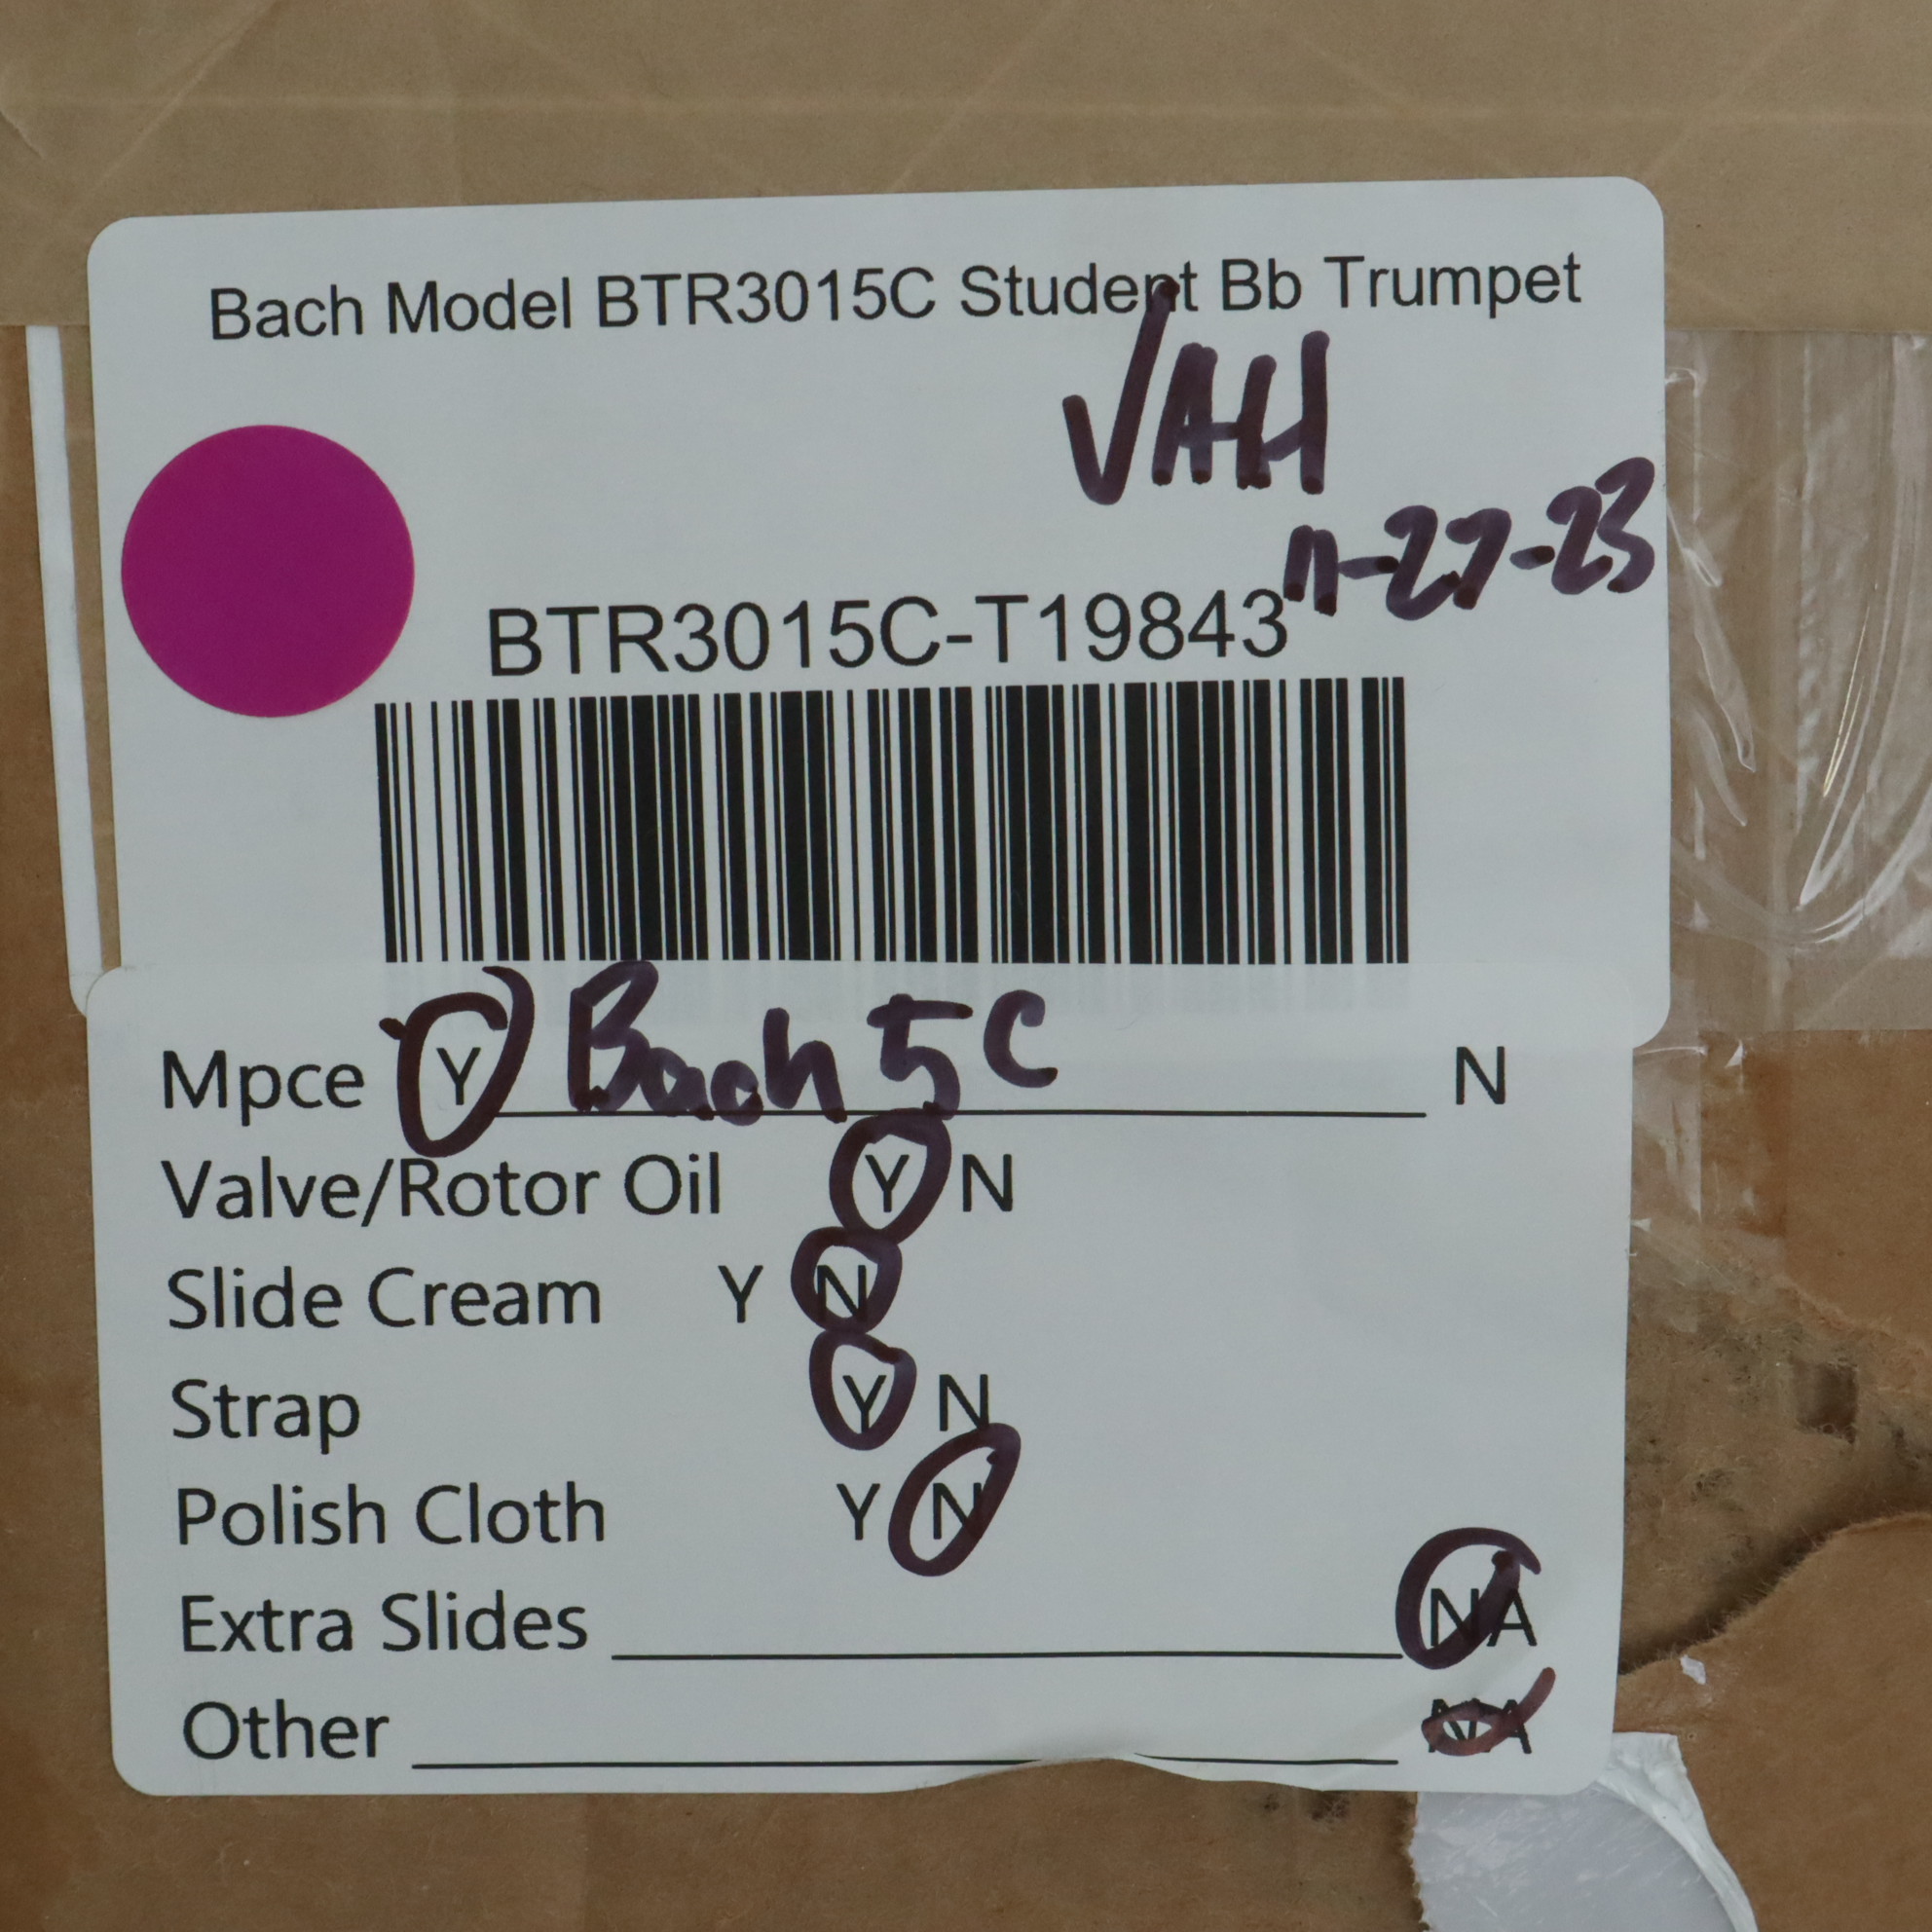 Bach Model BTR3015C Student Bb Trumpet
√AH
11-27-23
BTR3015C-T19843
Mpce Y Bach 5C N
Valve/Rotor Oil Y N
Slide Cream Y N
Strap Y N
Polish Cloth Y N
Extra Slides NA
Other NA